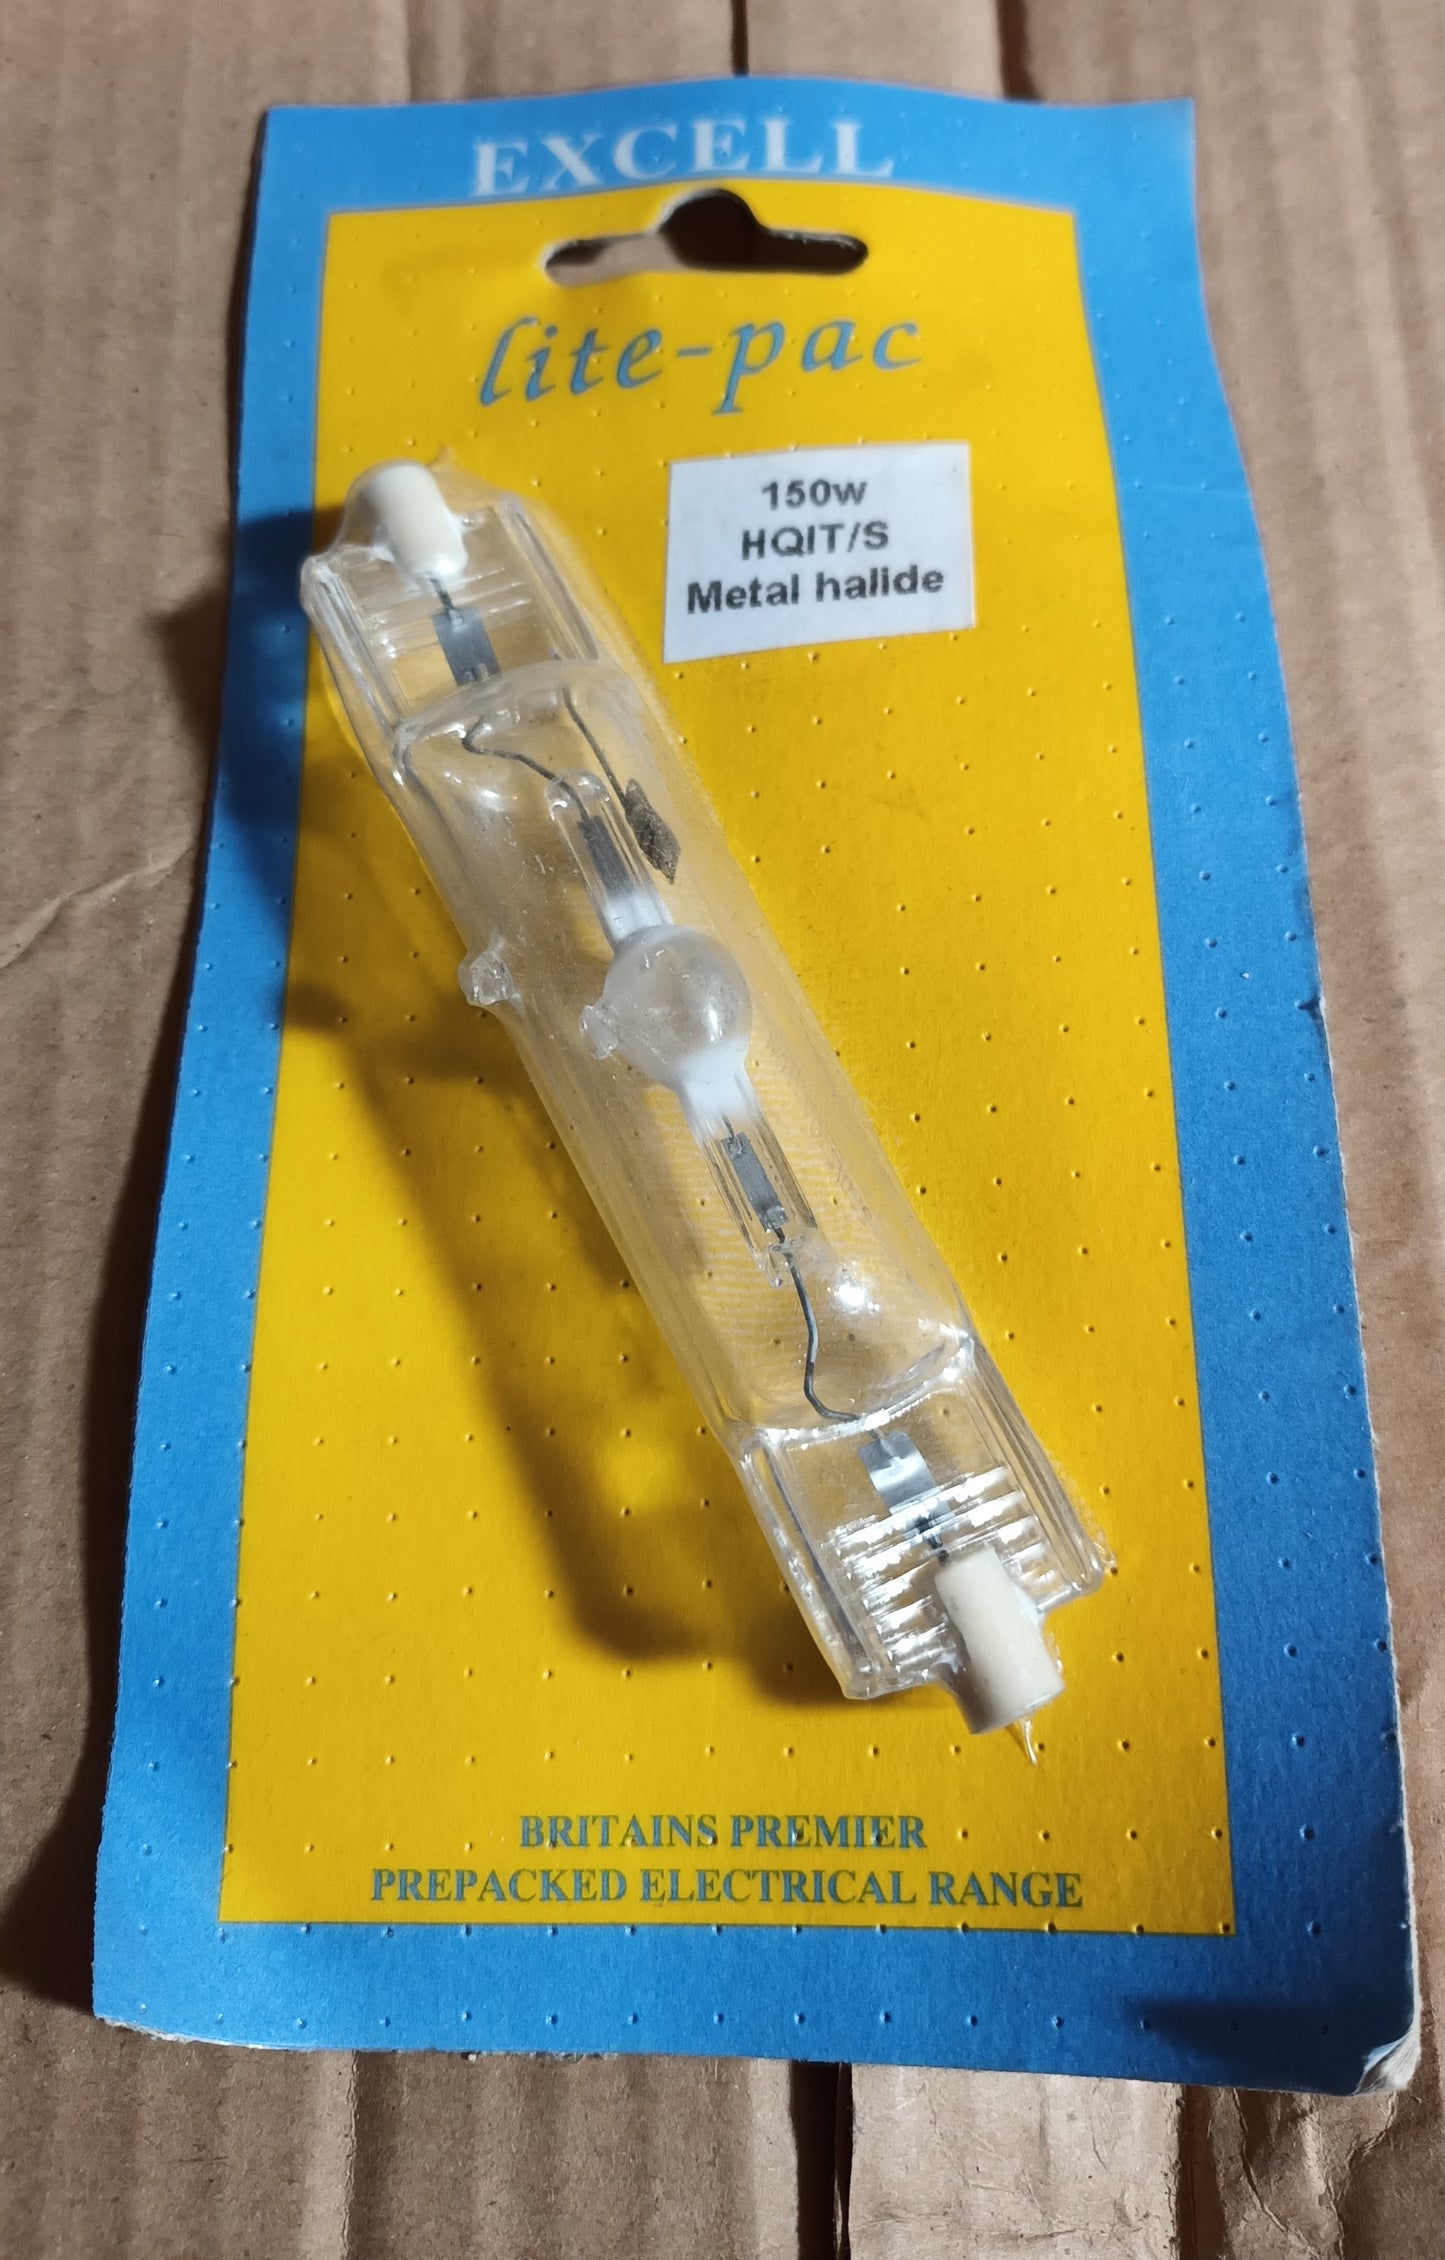 EXCELL
lite-pac
150w
HQIT/S
Metal halide
BRITAINS PREMIER
PREPACKED ELECTRICAL RANGE